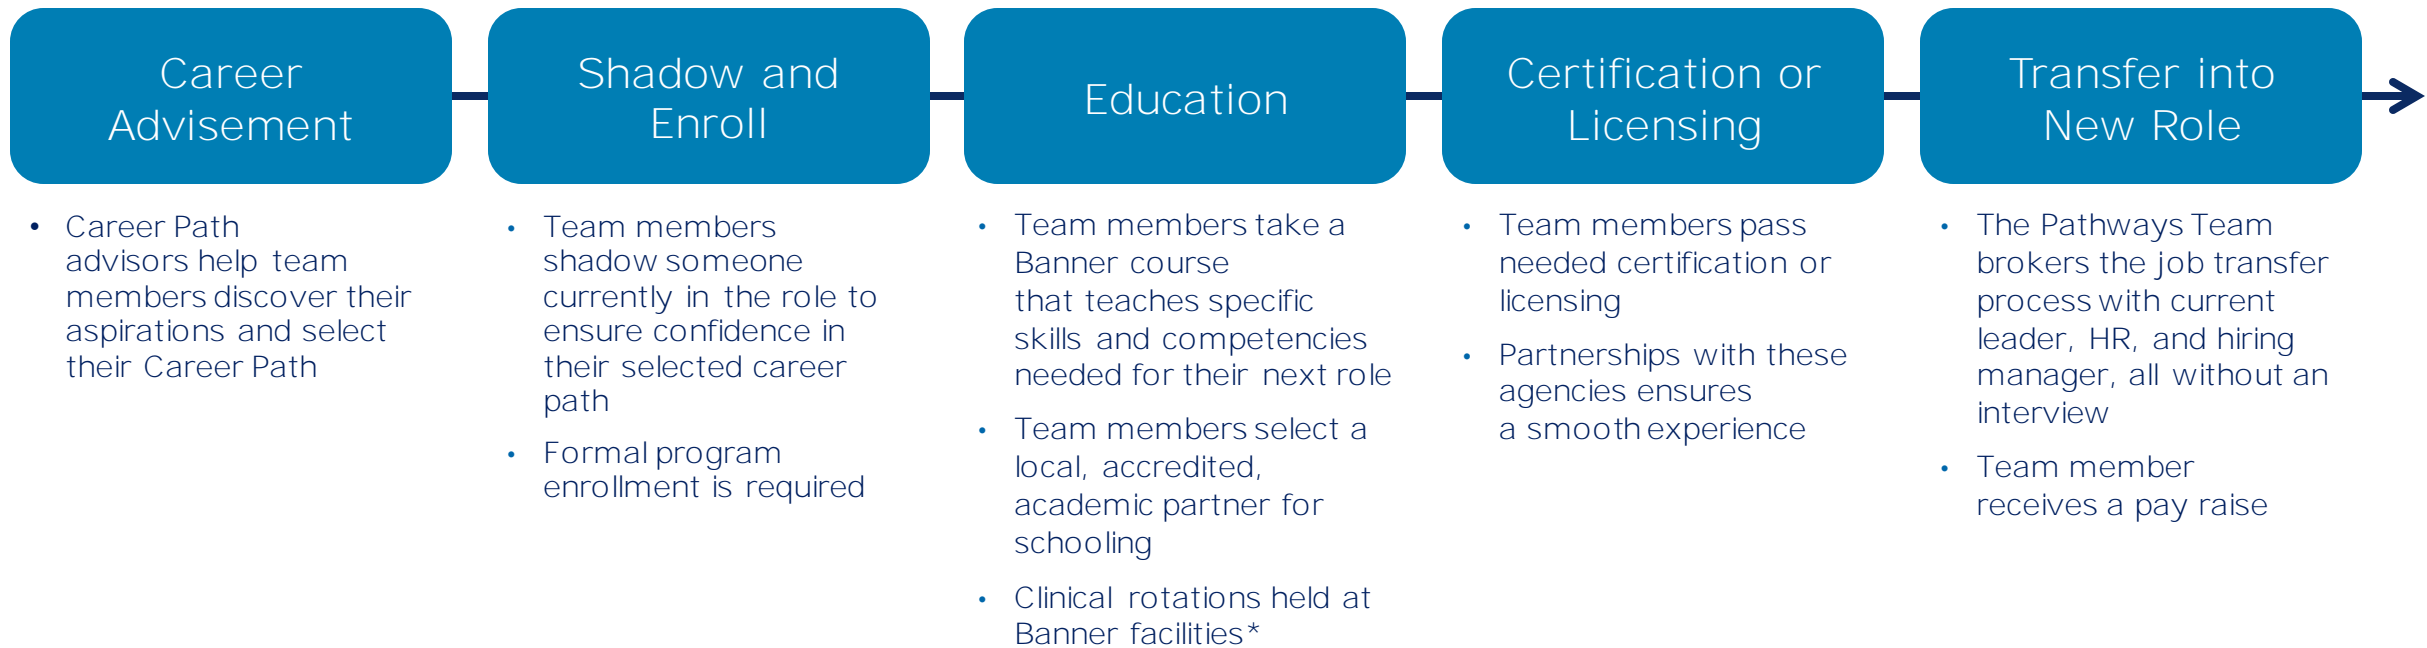 Career
Advisement
Shadow and
Enroll
Education
Certification or
Licensing
Transfer into
New Role
• Career Path
advisors help team
members discover their
aspirations and select
their Career Path
• Team members
shadow someone
currently in the role to
ensure confidence in
their selected career
path
• Formal program
enrollment is required
• Team members take a
Banner course
that teaches specific
skills and competencies
needed for their next role
• Team members select a
local, accredited,
academic partner for
schooling
• Clinical rotations held at
Banner facilities*
• Team members pass
needed certification or
licensing
• Partnerships with these
agencies ensures
a smooth experience
• The Pathways Team
brokers the job transfer
process with current
leader, HR, and hiring
manager, all without an
interview
• Team member
receives a pay raise